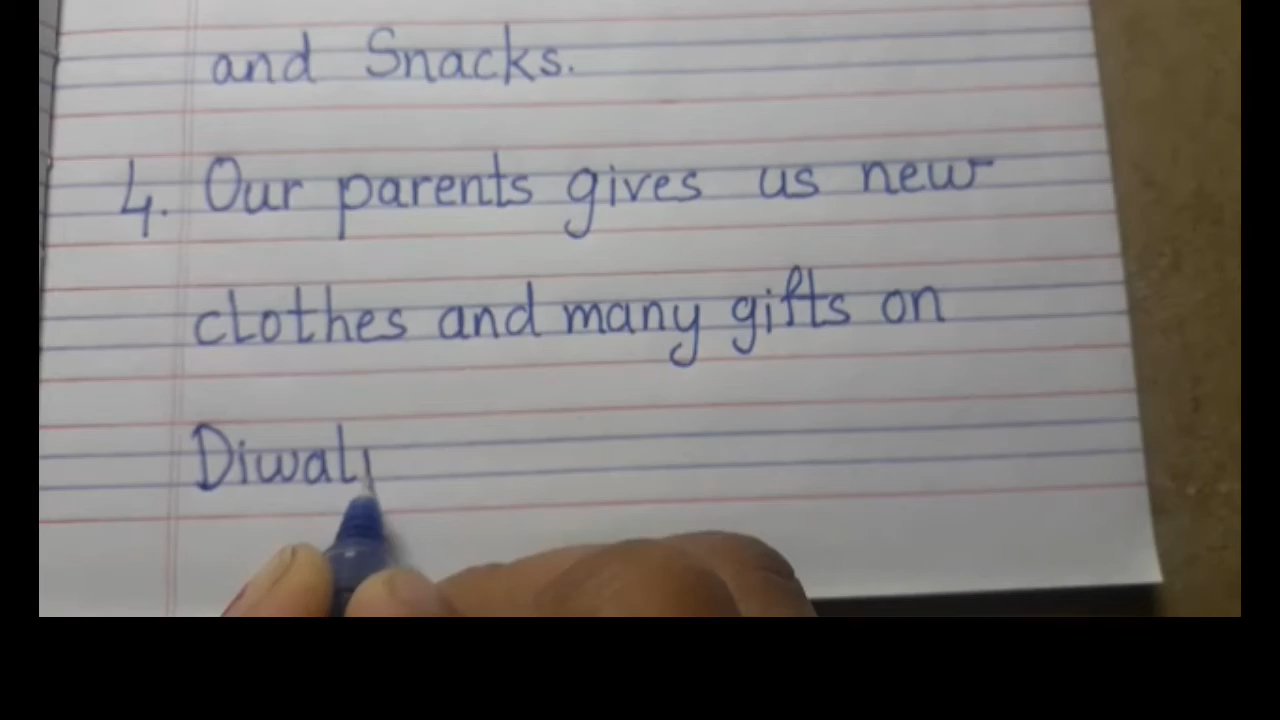 and Snacks.
4. Our parents gives us new
clothes and many gifts on
Diwali